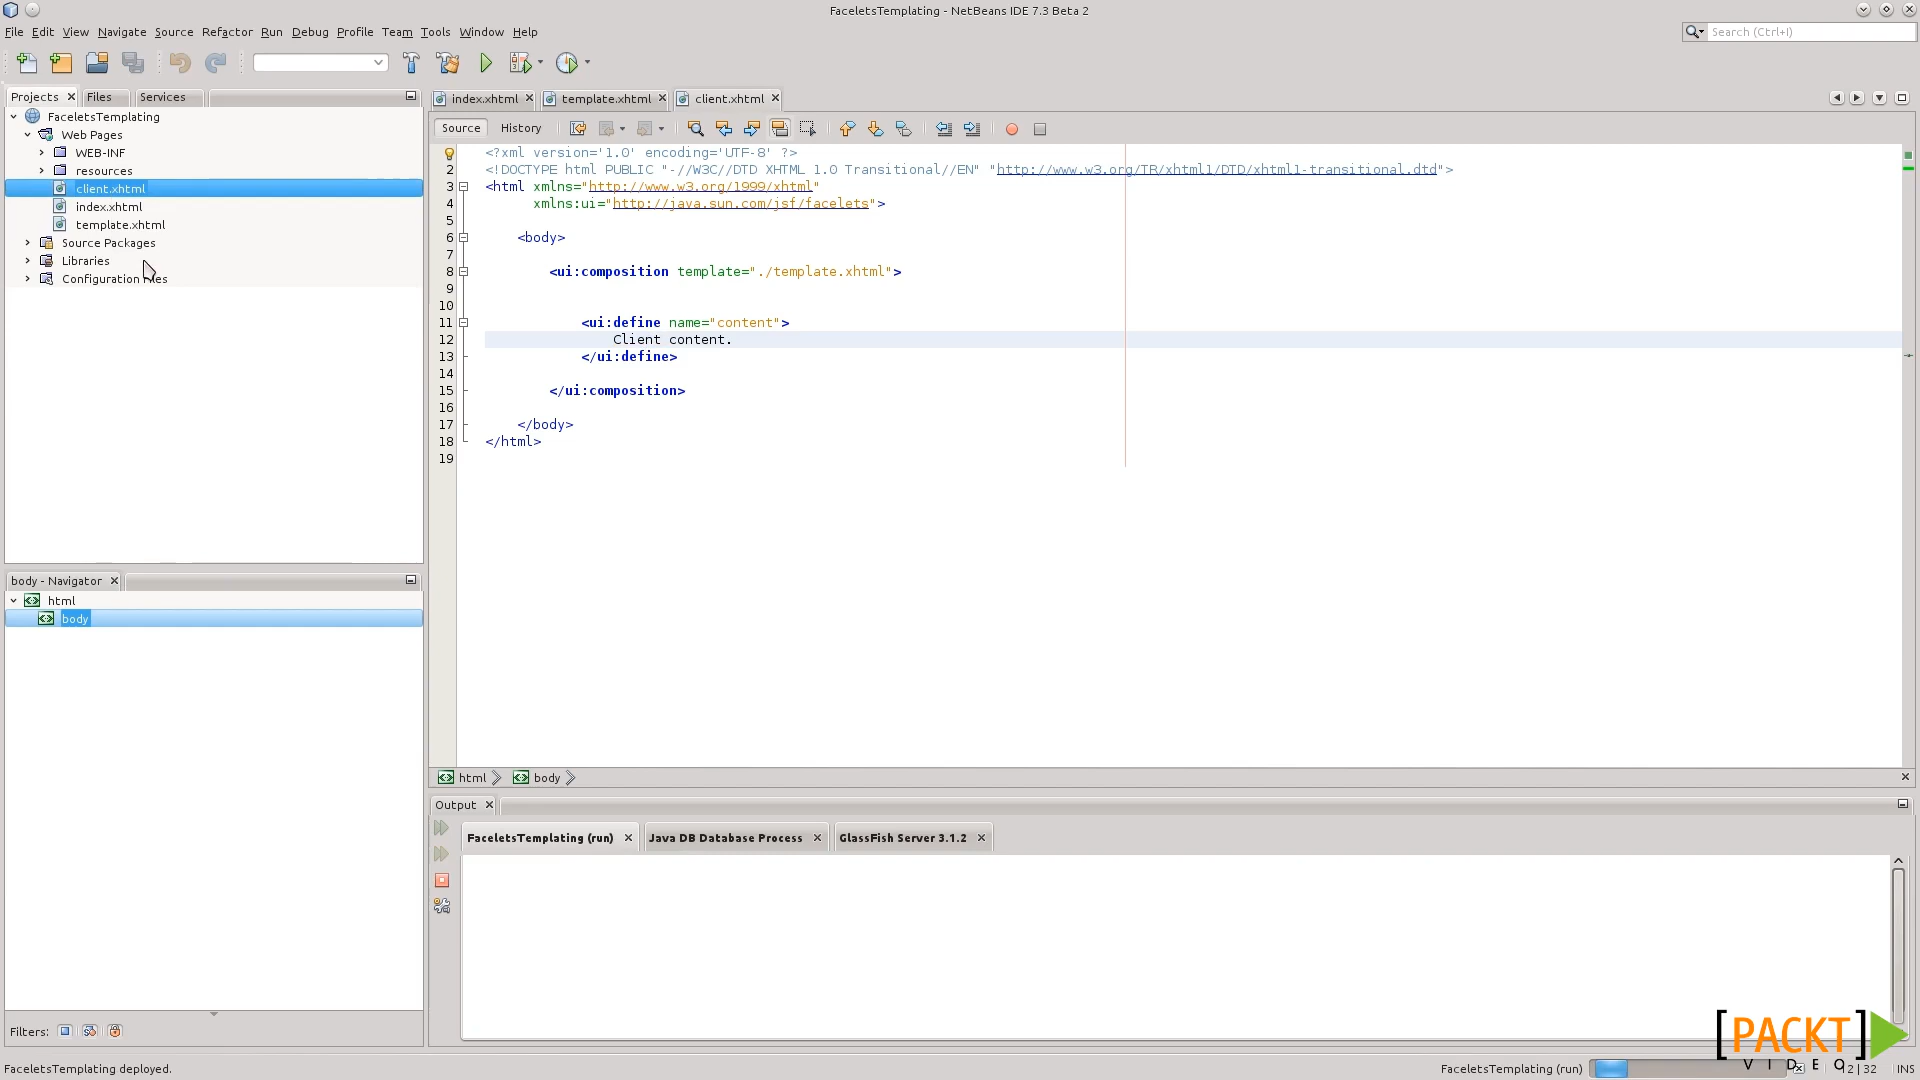 FaceletsTemplating - NetBeans IDE 7.3 Beta 2
File Edit View Navigate Source Refactor Run Debug Profile Team Tools Window Help
Search (Ctrl+I)
Projects Files Services
FaceletsTemplating
Web Pages
WEB-INF
resources
client.xhtml
index.xhtml
template.xhtml
Source Packages
Libraries
Configuration Files
index.xhtml template.xhtml client.xhtml
Source History
<?xml version='1.0' encoding='UTF-8' ?>
2 <!DOCTYPE html PUBLIC "-//W3C//DTD XHTML 1.0 Transitional//EN" "http://www.w3.org/TR/xhtml1/DTD/xhtml1-transitional.dtd">
3 <html xmlns="http://www.w3.org/1999/xhtml"
4 xmlns:ui="http://java.sun.com/jsf/facelets">
5
6 <body>
7
8 <ui:composition template="./template.xhtml">
9
10
11 <ui:define name="content">
12 Client content.
13 </ui:define>
14
15 </ui:composition>
16
17 </body>
18 </html>
19
body - Navigator
html
body
Filters:
html body
Output
FaceletsTemplating (run) Java DB Database Process GlassFish Server 3.1.2
[PACKT]
VIDEO
FaceletsTemplating deployed.
FaceletsTemplating (run)
2|32 INS